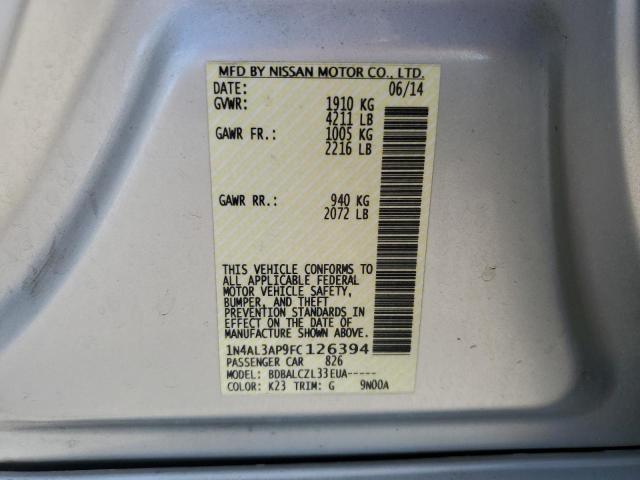 MFD BY NISSAN MOTOR CO., LTD.
DATE: 06/14
GVWR: 1910 KG
4211 LB
GAWR FR.: 1005 KG
2216 LB
GAWR RR.: 940 KG
2072 LB
THIS VEHICLE CONFORMS TO
ALL APPLICABLE FEDERAL
MOTOR VEHICLE SAFETY,
BUMPER, AND THEFT
PREVENTION STANDARDS IN
EFFECT ON THE DATE OF
MANUFACTURE SHOWN ABOVE.
1N4AL3AP9FC126394
PASSENGER CAR 826
MODEL: BDBALCZL33EUA-----
COLOR: K23 TRIM: G 9N00A